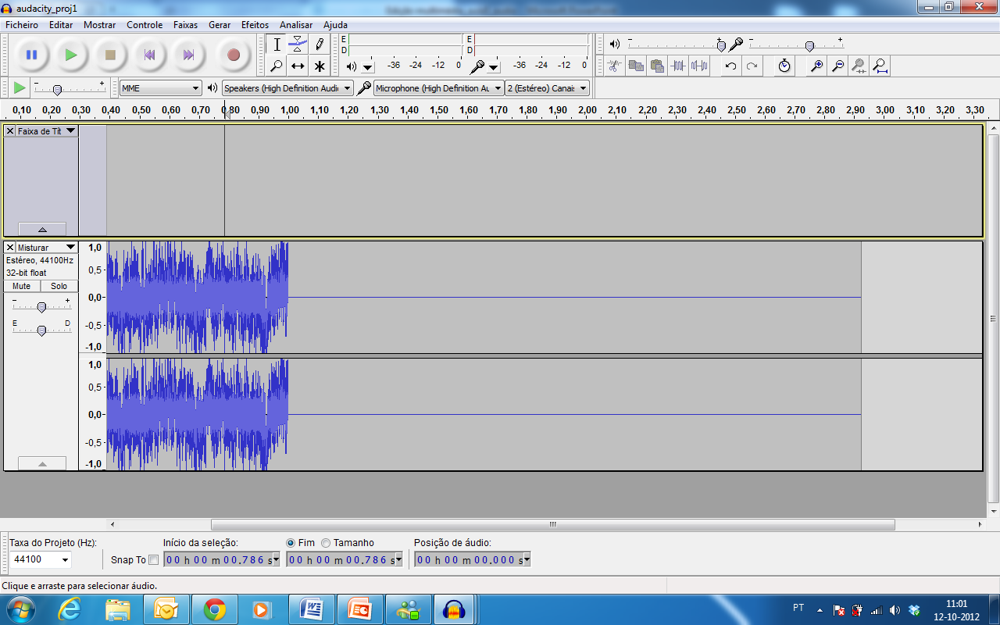 audacity_proj1
Ficheiro Editar Mostrar Controle Faixas Gerar Efeitos Analisar Ajuda
E
D
-36 -24 -12 0
E
D
-36 -24 -12 0
MME
Speakers (High Definition Audi
Microphone (High Definition Au
2 (Estéreo) Canai
0,10 0,20 0,30 0,40 0,50 0,60 0,70 0,80 0,90 1,00 1,10 1,20 1,30 1,40 1,50 1,60 1,70 1,80 1,90 2,00 2,10 2,20 2,30 2,40 2,50 2,60 2,70 2,80 2,90 3,00 3,10 3,20 3,30
Faixa de Tít
Misturar
Estéreo, 44100Hz
32-bit float
Mute Solo
E D
1,0
0,5
0,0
-0,5
-1,0
1,0
0,5
0,0
-0,5
-1,0
Taxa do Projeto (Hz):
44100
Snap To
Início da seleção:
00 h 00 m 00.786 s
Fim Tamanho
00 h 00 m 00.786 s
Posição de áudio:
00 h 00 m 00.000 s
Clique e arraste para selecionar áudio.
PT
11:01
12-10-2012